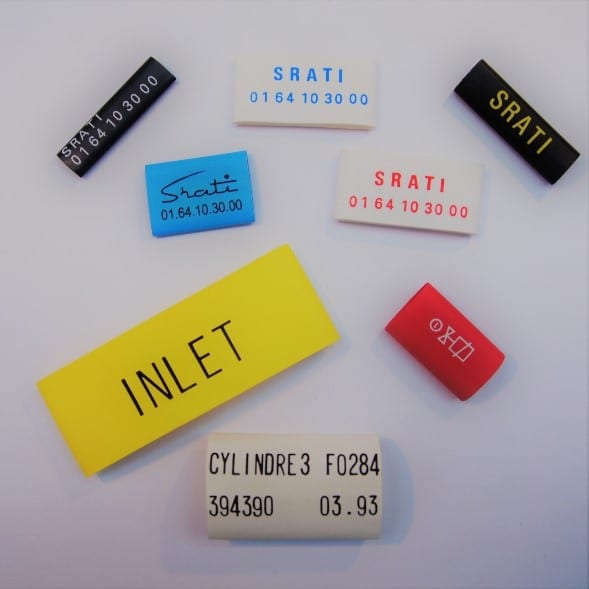 SRATI
01 64 10 30 00
SRATI
01 64 10 30 00
SRATI
Srati
01.64.10.30.00
SRATI
01 64 10 30 00
INLET
CYLINDRE3 F0284
394390 03.93